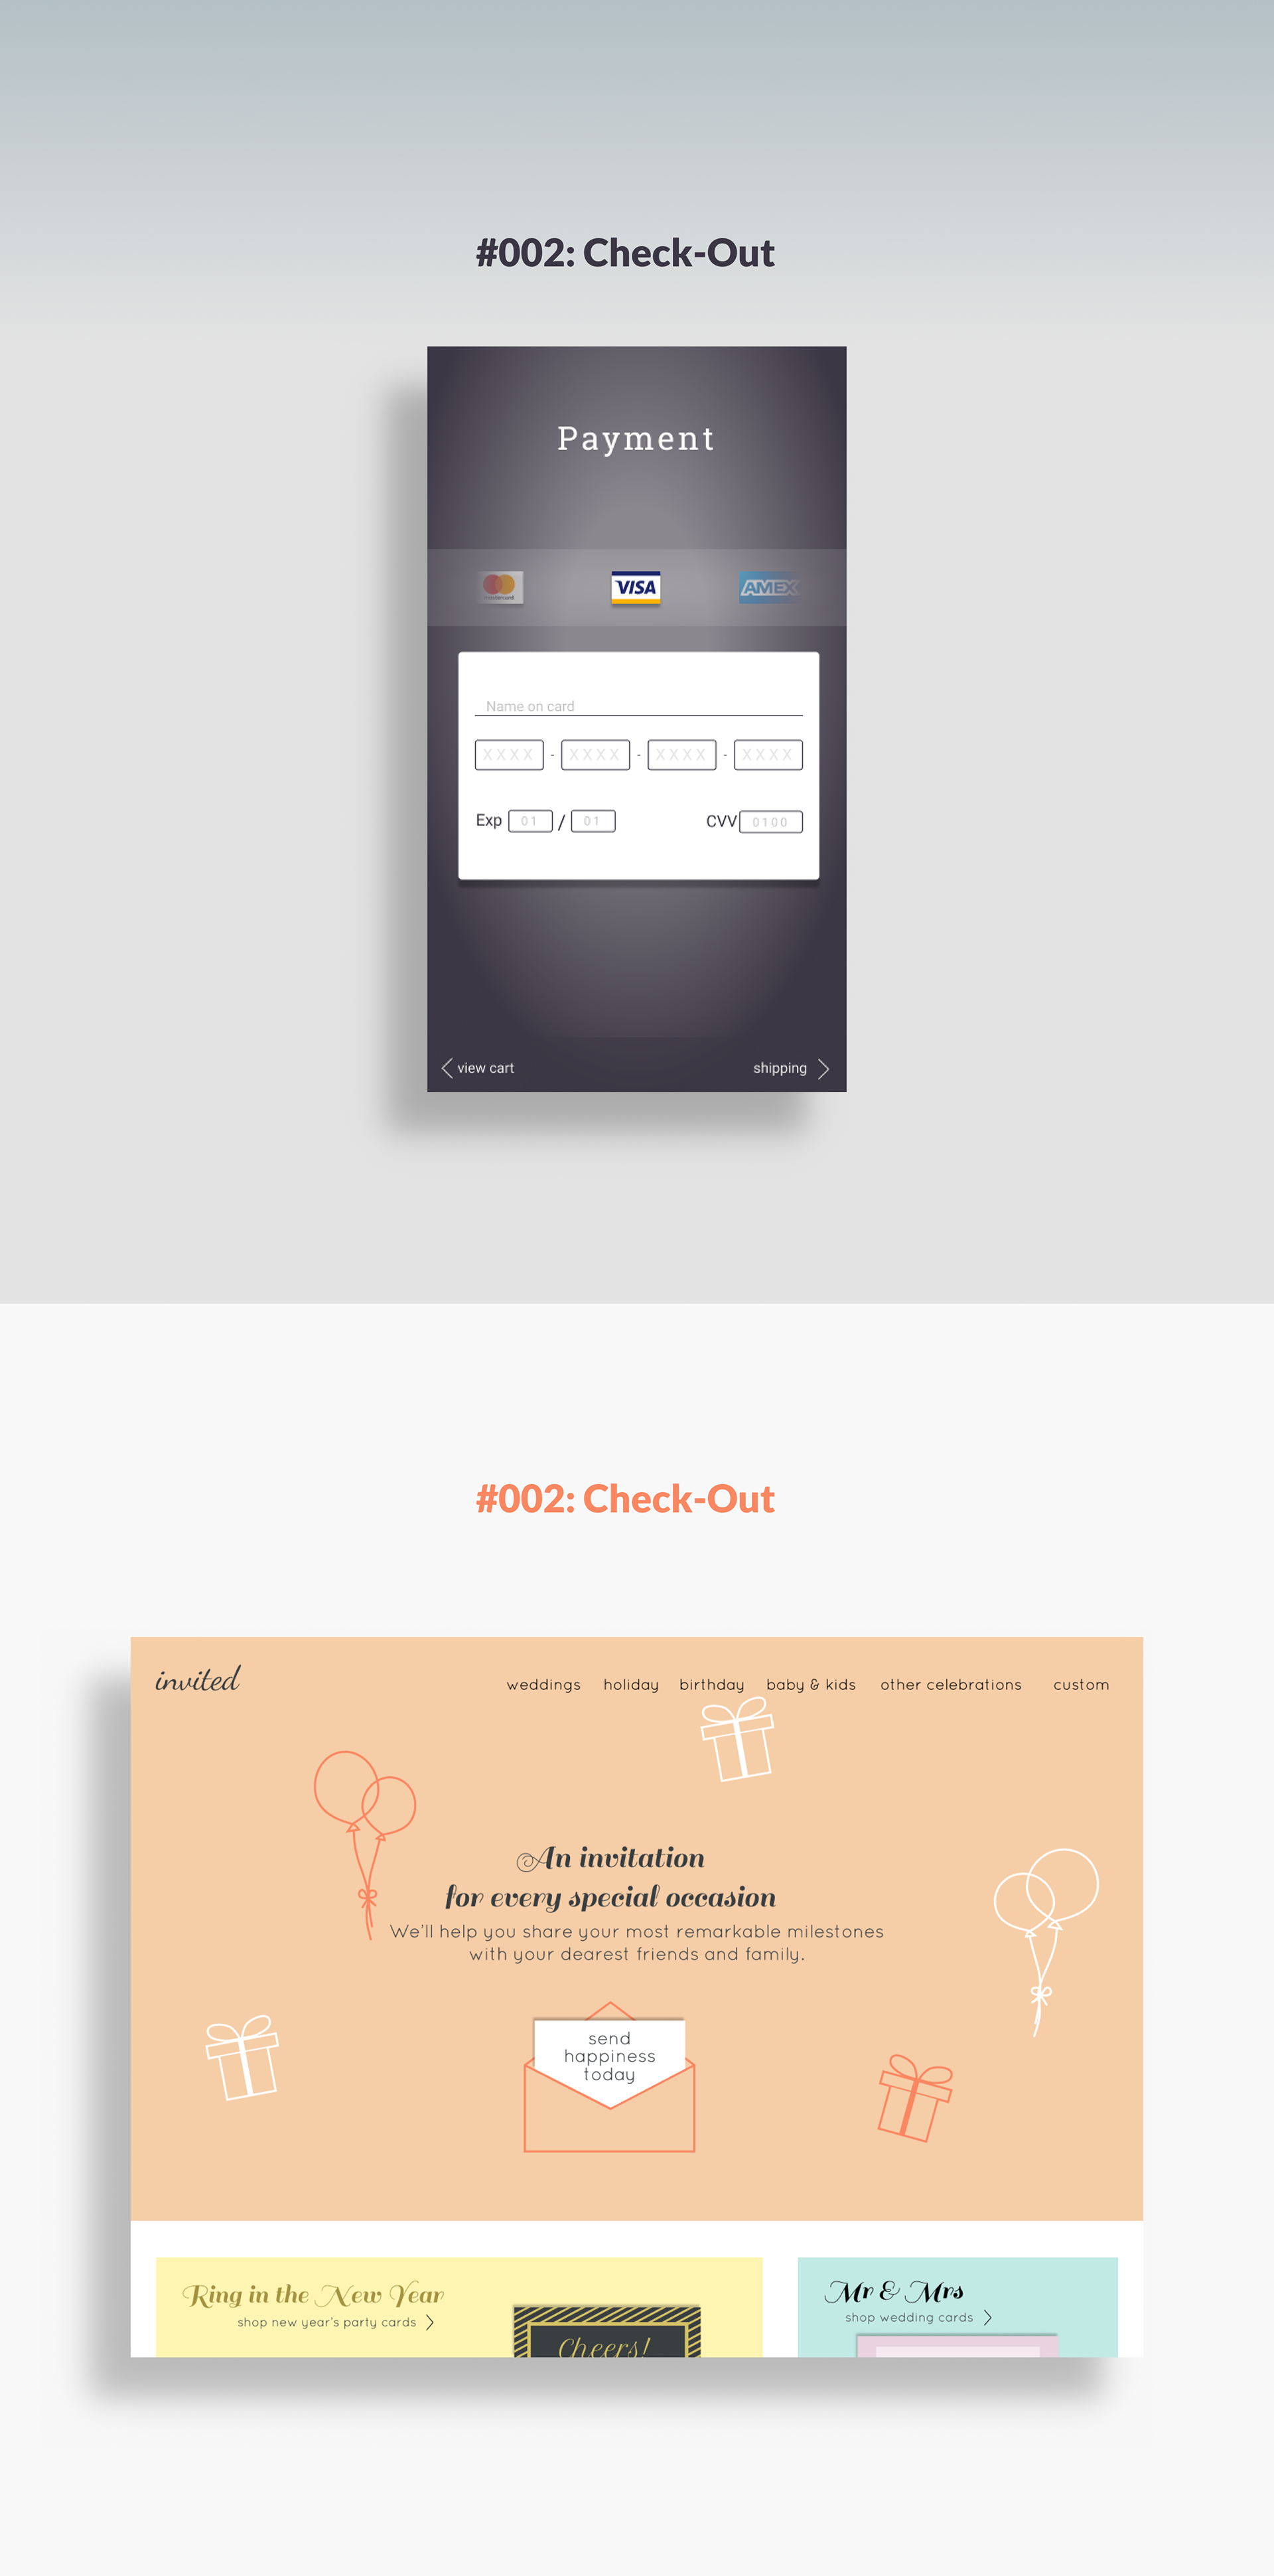 #002: Check-Out
Payment
mastercard
VISA
AMEX
Name on card
XXXX - XXXX - XXXX - XXXX
Exp 01 / 01 CVV 0100
view cart shipping
#002: Check-Out
invited
weddings holiday birthday baby & kids other celebrations custom
An invitation
for every special occasion
We'll help you share your most remarkable milestones
with your dearest friends and family.
send
happiness
today
Ring in the New Year
shop new year's party cards
Cheers!
Mr & Mrs
shop wedding cards